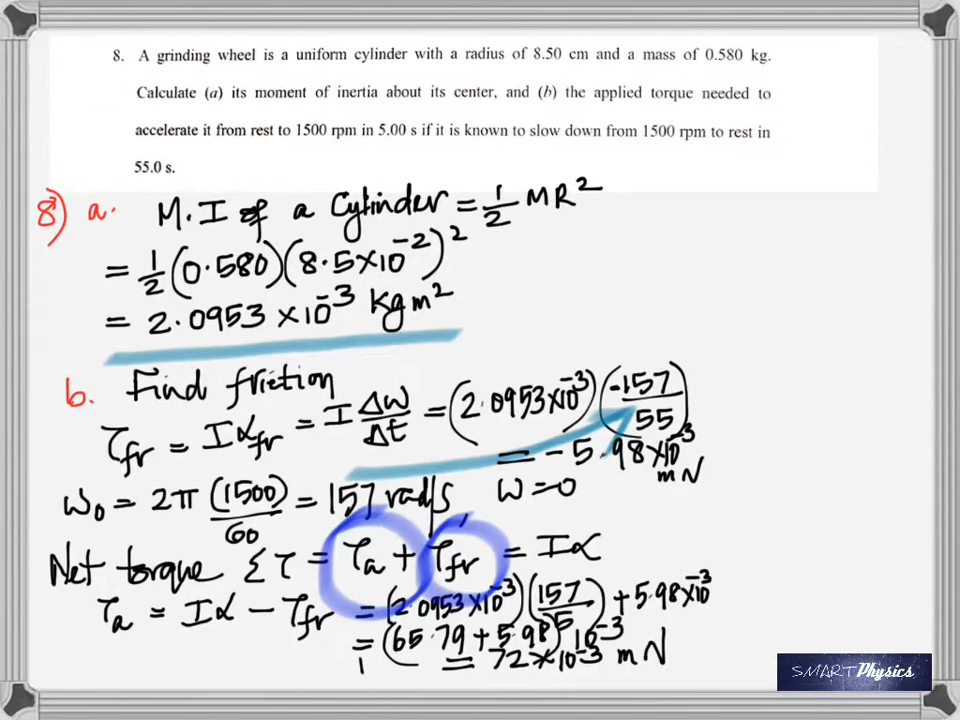 8. A grinding wheel is a uniform cylinder with a radius of 8.50 cm and a mass of 0.580 kg.
Calculate (a) its moment of inertia about its center, and (b) the applied torque needed to
accelerate it from rest to 1500 rpm in 5.00 s if it is known to slow down from 1500 rpm to rest in
55.0 s.
8) a. M.I of a Cylinder = 1/2 MR²
= 1/2 (0.580)(8.5×10⁻²)²
= 2.0953 ×10⁻³ kgm²
b. Find friction
τfr = Iαfr = I Δω/Δt = (2.0953×10⁻³)(-157/55)
= -5.98×10⁻³ mN
ω₀ = 2π (1500)/60 = 157 rad/s, ω=0
Net torque Στ = τa + τfr = Iα
τa = Iα - τfr = (2.0953×10⁻³)(157/5) + 5.98×10⁻³
= (65.79 + 5.98)10⁻³
= 72×10⁻³ mN
SMART Physics